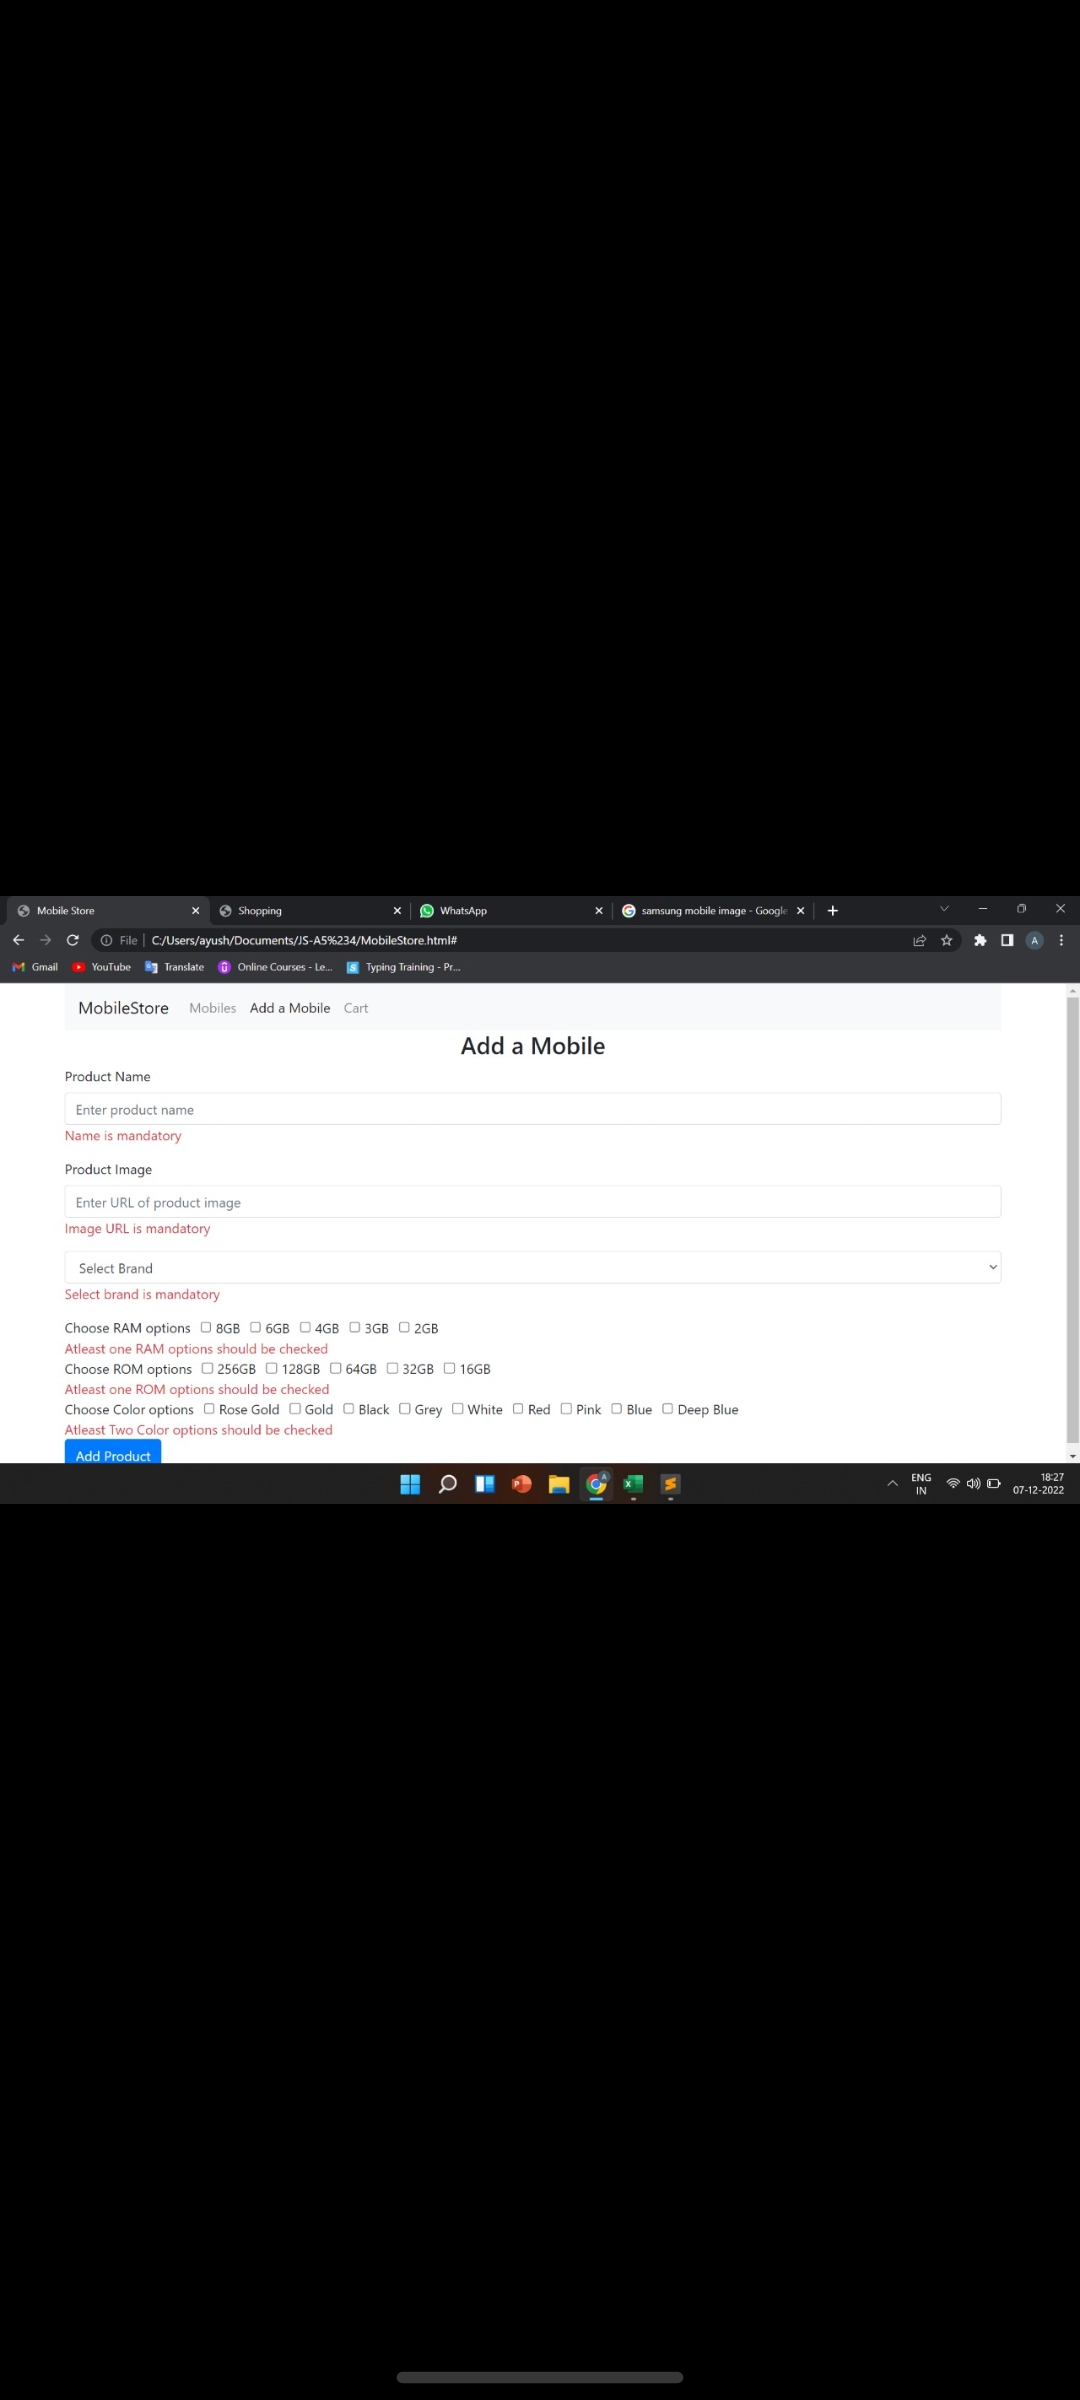 Mobile Store Shopping WhatsApp samsung mobile image - Google
File C:/Users/ayush/Documents/JS-A5%234/MobileStore.html# A
Gmail YouTube Translate Online Courses - Le... Typing Training - Pr...
MobileStore Mobiles Add a Mobile Cart
Add a Mobile
Product Name
Enter product name
Name is mandatory
Product Image
Enter URL of product image
Image URL is mandatory
Select Brand
Select brand is mandatory
Choose RAM options 8GB 6GB 4GB 3GB 2GB
Atleast one RAM options should be checked
Choose ROM options 256GB 128GB 64GB 32GB 16GB
Atleast one ROM options should be checked
Choose Color options Rose Gold Gold Black Grey White Red Pink Blue Deep Blue
Atleast Two Color options should be checked
Add Product
ENG 18:27
IN 07-12-2022